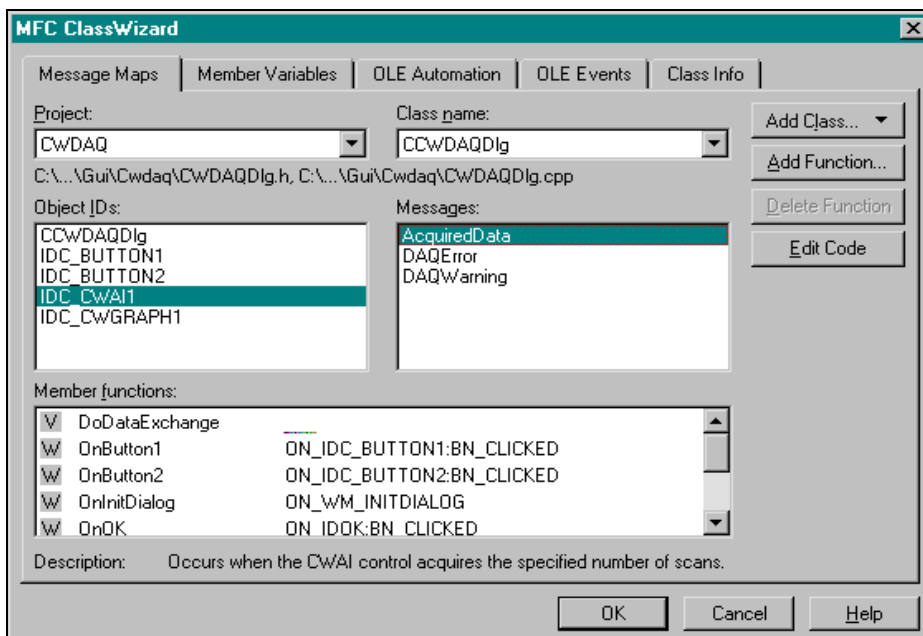 MFC ClassWizard
Message Maps Member Variables OLE Automation OLE Events Class Info
Project: Class name:
CWDAQ CCWDAQDlg
Add Class...
C:\...\Gui\Cwdaq\CWDAQDlg.h, C:\...\Gui\Cwdaq\CWDAQDlg.cpp
Add Function...
Object IDs: Messages:
Delete Function
CCWDAQDlg AcquiredData
IDC_BUTTON1 DAQError
IDC_BUTTON2 DAQWarning
Edit Code
IDC_CWAI1
IDC_CWGRAPH1
Member functions:
V DoDataExchange
W OnButton1 ON_IDC_BUTTON1:BN_CLICKED
W OnButton2 ON_IDC_BUTTON2:BN_CLICKED
W OnInitDialog ON_WM_INITDIALOG
W OnOK ON_IDOK:BN_CLICKED
Description: Occurs when the CWAI control acquires the specified number of scans.
OK Cancel Help